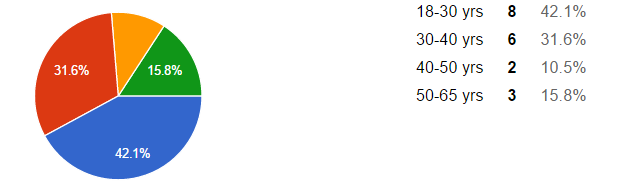 31.6%
15.8%
42.1%
18-30 yrs 8 42.1%
30-40 yrs 6 31.6%
40-50 yrs 2 10.5%
50-65 yrs 3 15.8%